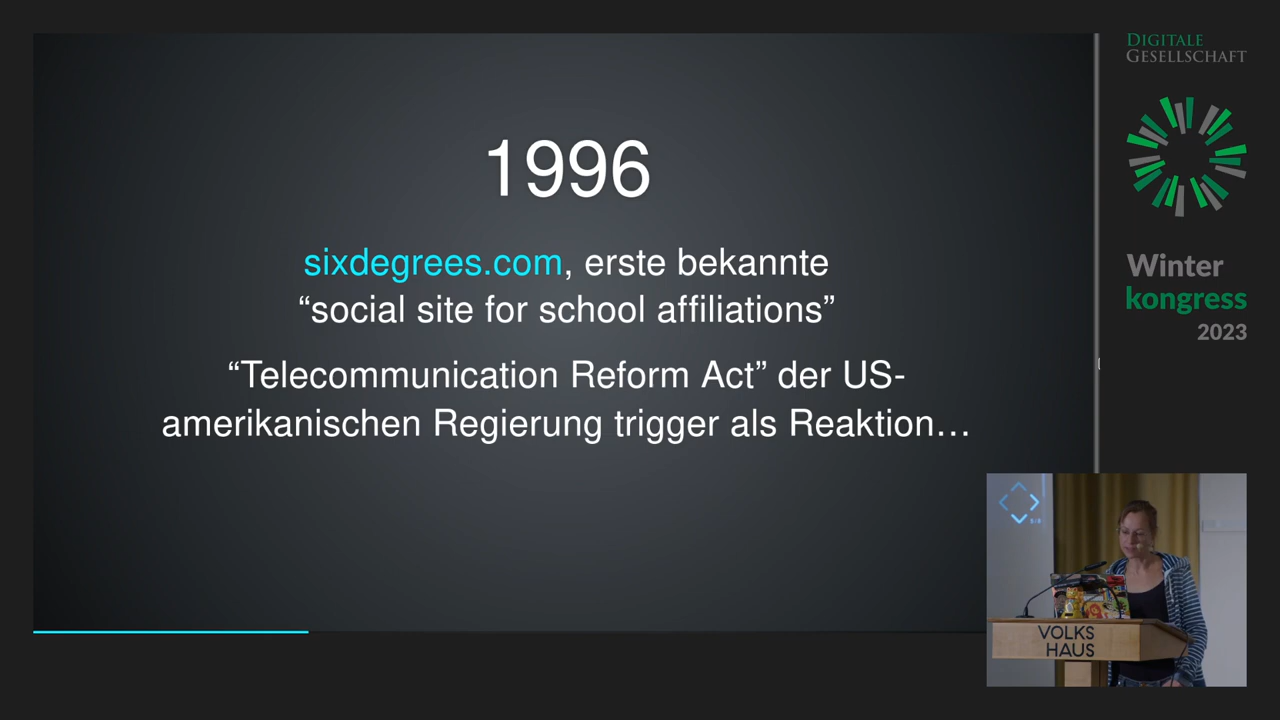 1996
sixdegrees.com, erste bekannte
“social site for school affiliations”
“Telecommunication Reform Act” der US-
amerikanischen Regierung trigger als Reaktion…
DIGITALE
GESELLSCHAFT
Winter
kongress
2023
VOLKS
HAUS